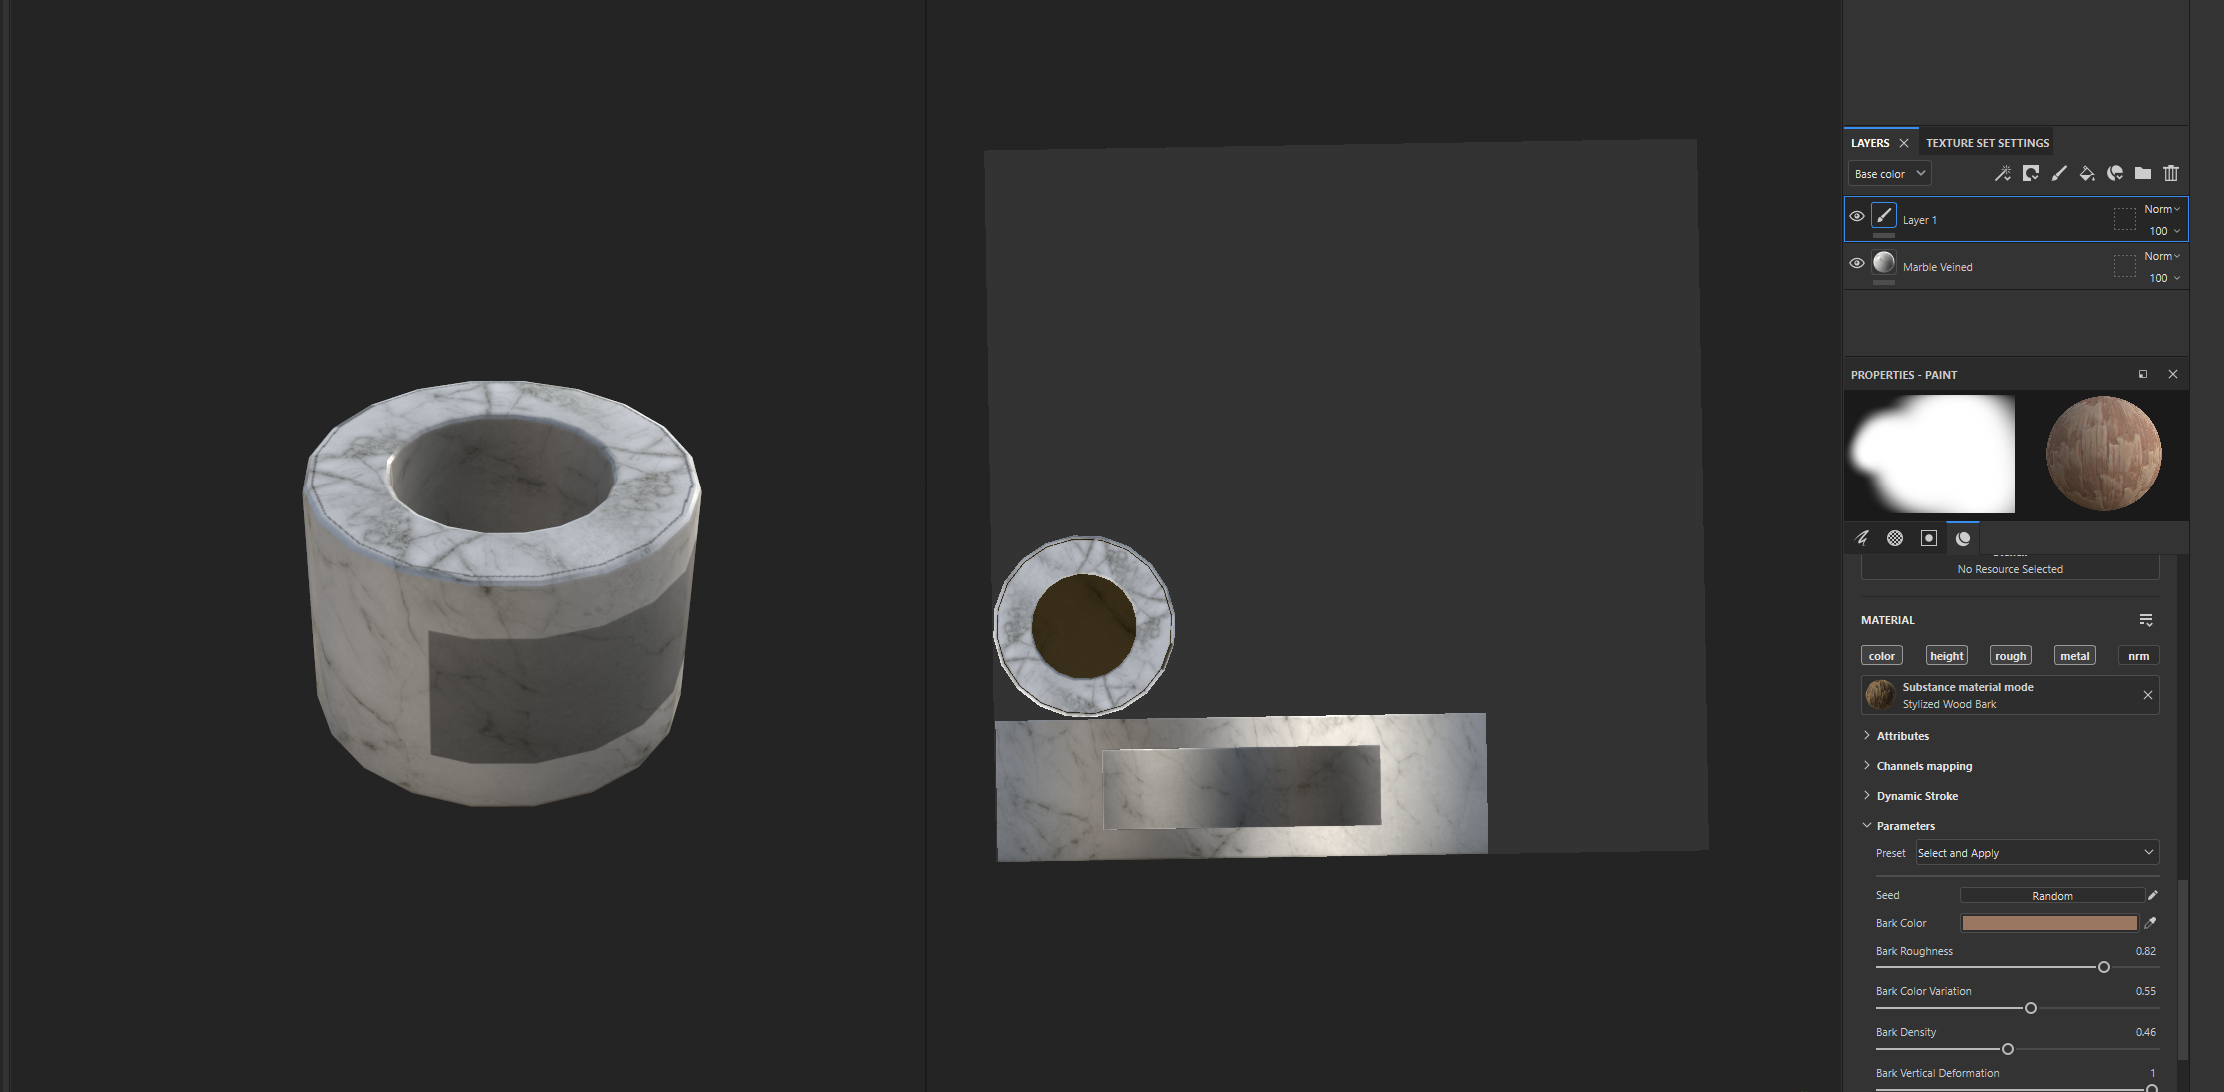 LAYERS
TEXTURE SET SETTINGS
Base color
Layer 1
Norm
100
Marble Veined
Norm
100
PROPERTIES - PAINT
No Resource Selected
MATERIAL
color height rough metal nrm
Substance material mode
Stylized Wood Bark
Attributes
Channels mapping
Dynamic Stroke
Parameters
Preset Select and Apply
Seed Random
Bark Color
Bark Roughness 0.82
Bark Color Variation 0.55
Bark Density 0.46
Bark Vertical Deformation 1